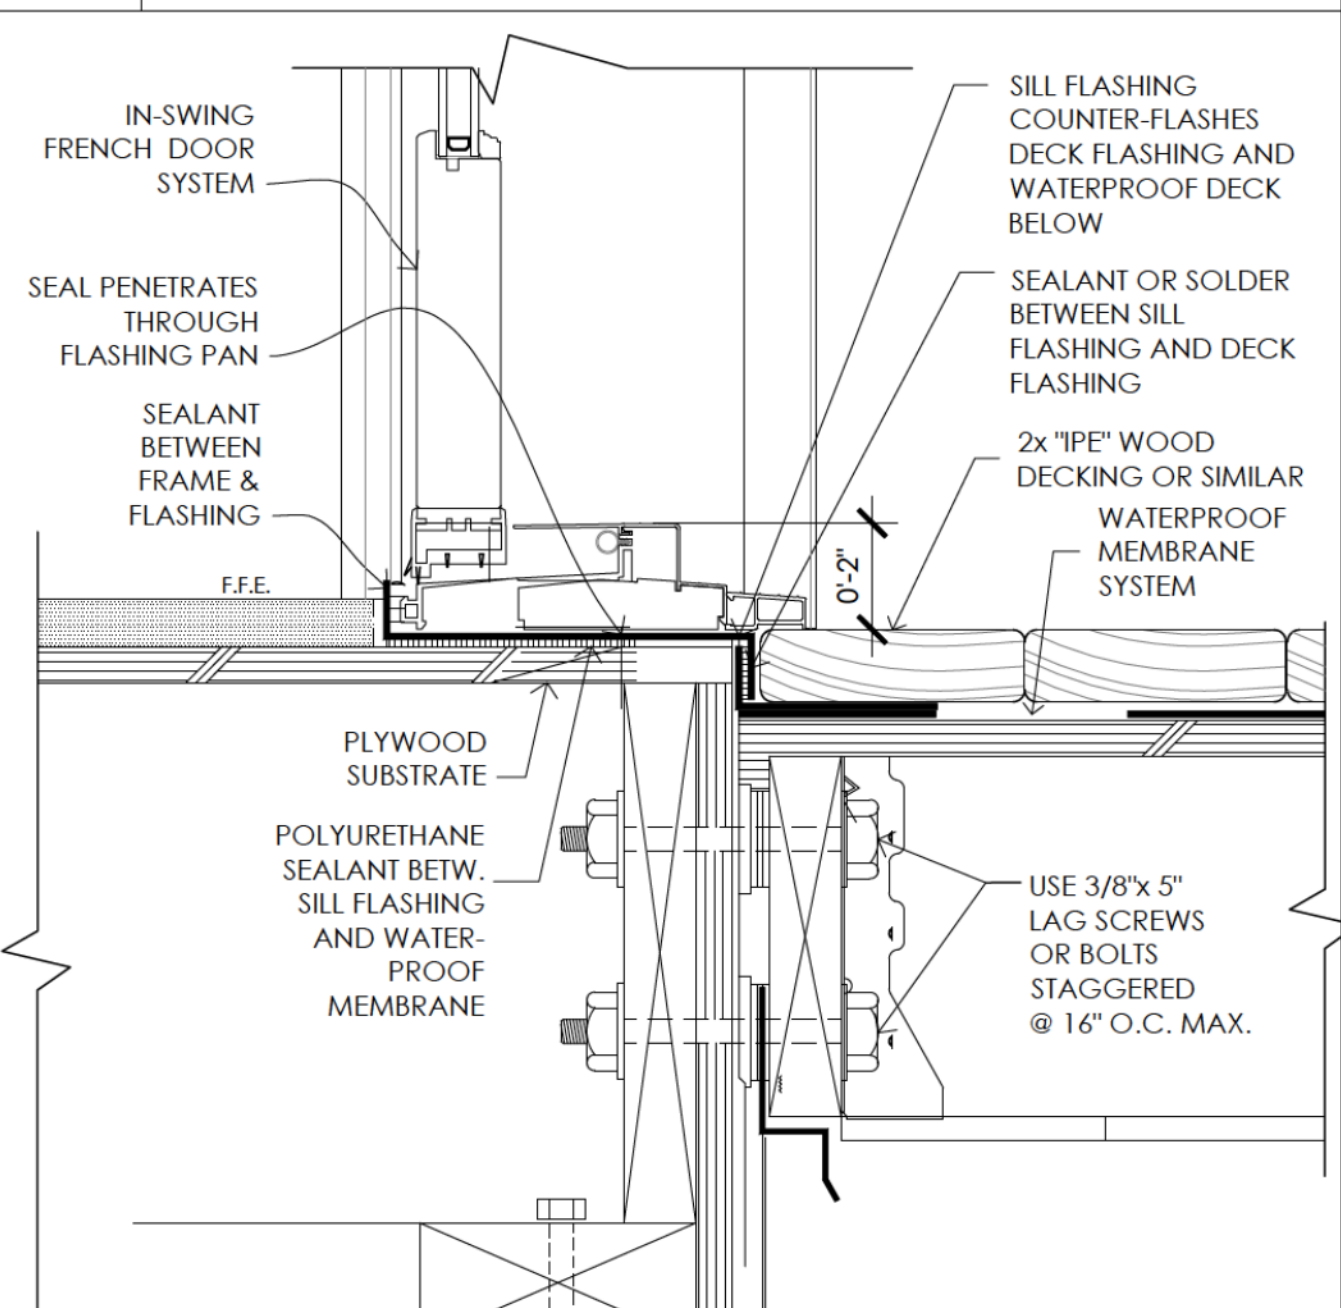 IN-SWING
FRENCH DOOR
SYSTEM
SEAL PENETRATES
THROUGH
FLASHING PAN
SEALANT
BETWEEN
FRAME &
FLASHING
F.F.E.
PLYWOOD
SUBSTRATE
POLYURETHANE
SEALANT BETW.
SILL FLASHING
AND WATER-
PROOF
MEMBRANE
SILL FLASHING
COUNTER-FLASHES
DECK FLASHING AND
WATERPROOF DECK
BELOW
SEALANT OR SOLDER
BETWEEN SILL
FLASHING AND DECK
FLASHING
2x "IPE" WOOD
DECKING OR SIMILAR
WATERPROOF
MEMBRANE
SYSTEM
0'-2"
USE 3/8"x 5"
LAG SCREWS
OR BOLTS
STAGGERED
@ 16" O.C. MAX.